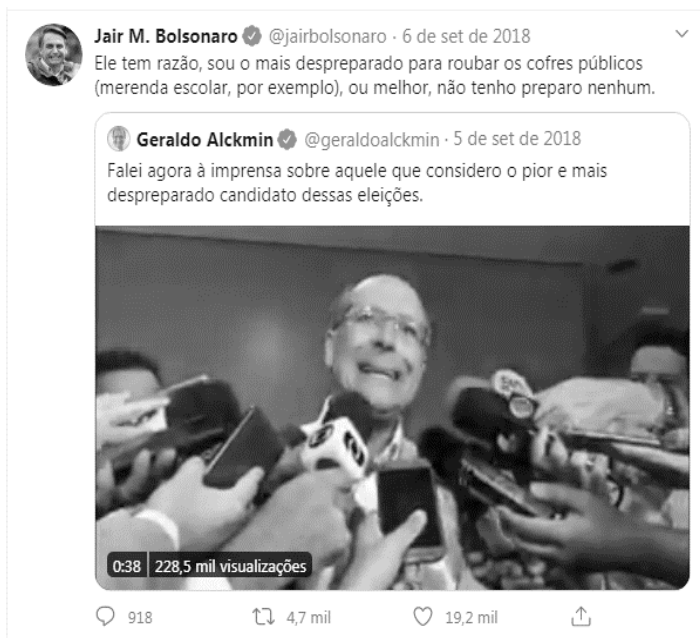 Jair M. Bolsonaro @jairbolsonaro · 6 de set de 2018
Ele tem razão, sou o mais despreparado para roubar os cofres públicos
(merenda escolar, por exemplo), ou melhor, não tenho preparo nenhum.
Geraldo Alckmin @geraldoalckmin · 5 de set de 2018
Falei agora à imprensa sobre aquele que considero o pior e mais
despreparado candidato dessas eleições.
0:38 228,5 mil visualizações
918 4,7 mil 19,2 mil